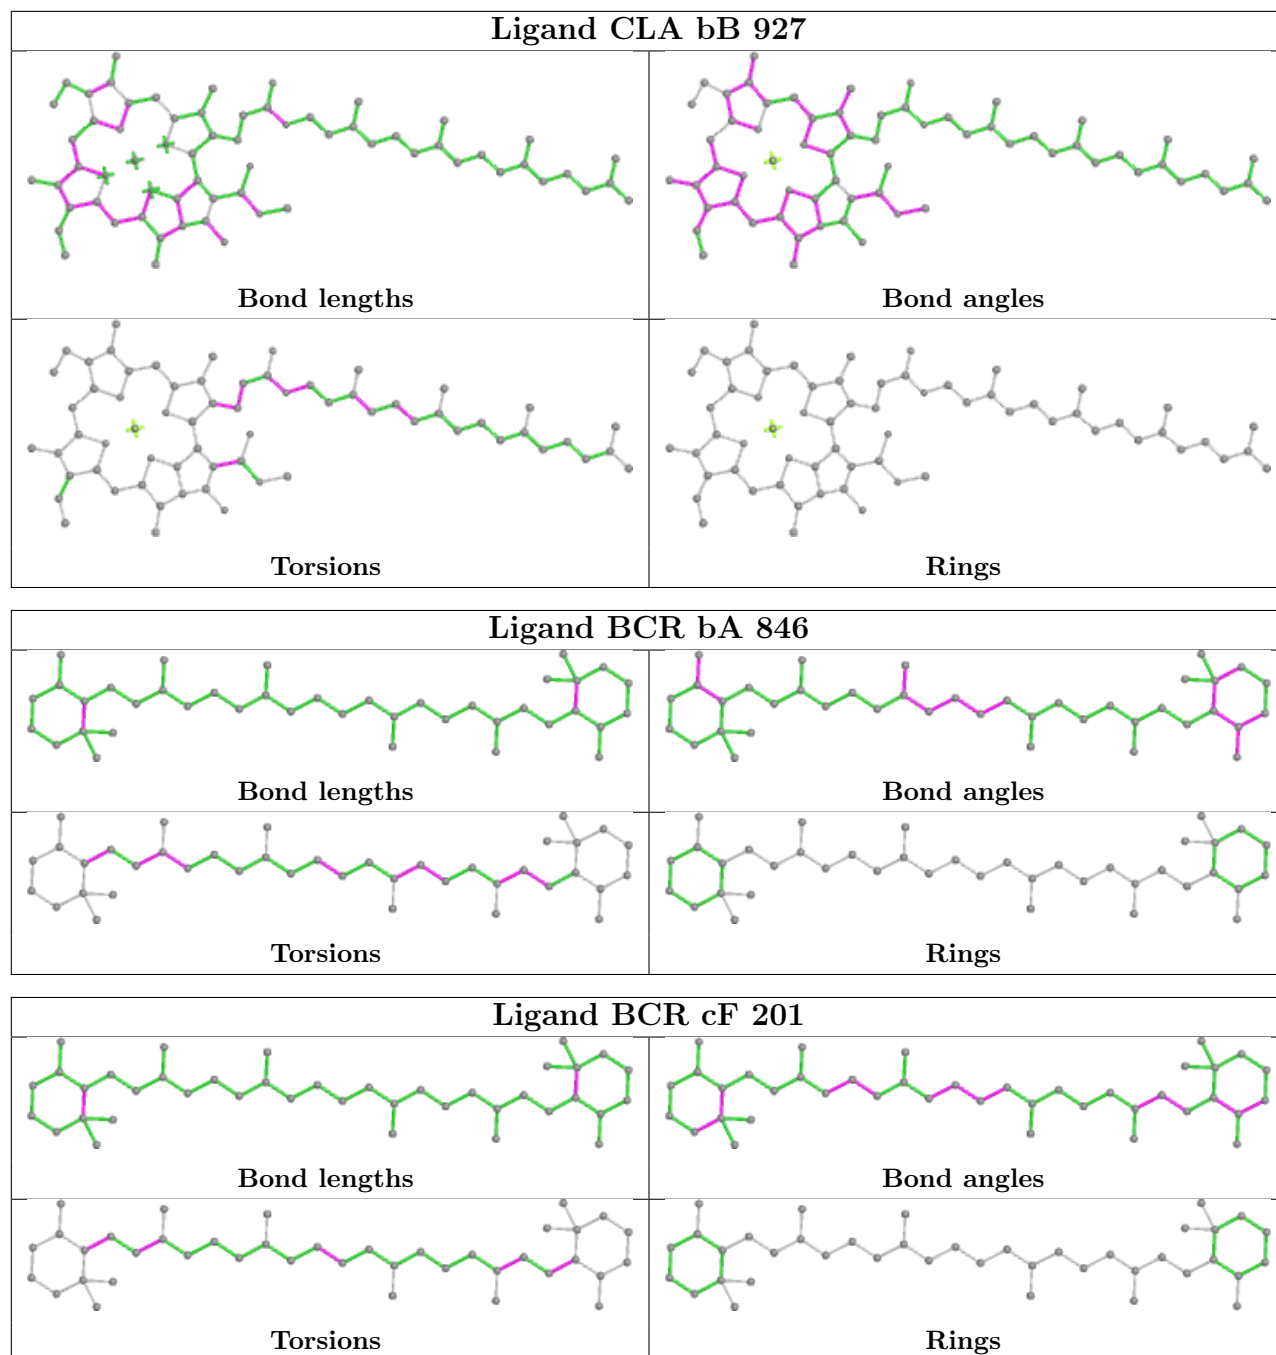 Ligand CLA bB 927
Bond lengths
Bond angles
Torsions
Rings
Ligand BCR bA 846
Bond lengths
Bond angles
Torsions
Rings
Ligand BCR cF 201
Bond lengths
Bond angles
Torsions
Rings